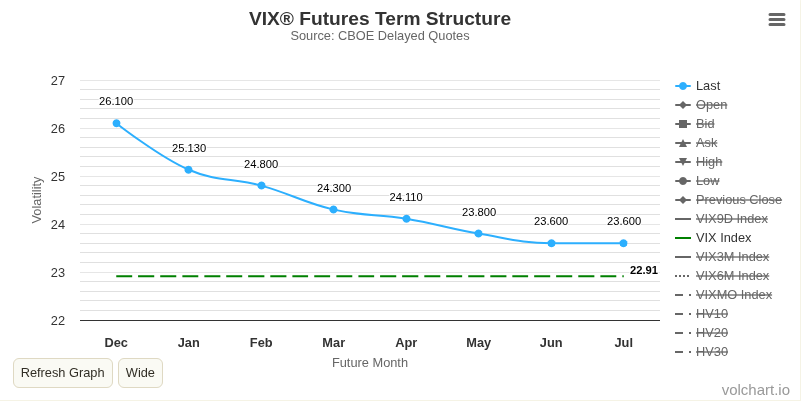 VIX® Futures Term Structure
Source: CBOE Delayed Quotes
Volatility
27
26
25
24
23
22
26.100
25.130
24.800
24.300
24.110
23.800
23.600
23.600
22.91
Dec
Jan
Feb
Mar
Apr
May
Jun
Jul
Future Month
Last
Open
Bid
Ask
High
Low
Previous Close
VIX9D Index
VIX Index
VIX3M Index
VIX6M Index
VIXMO Index
HV10
HV20
HV30
Refresh Graph
Wide
volchart.io